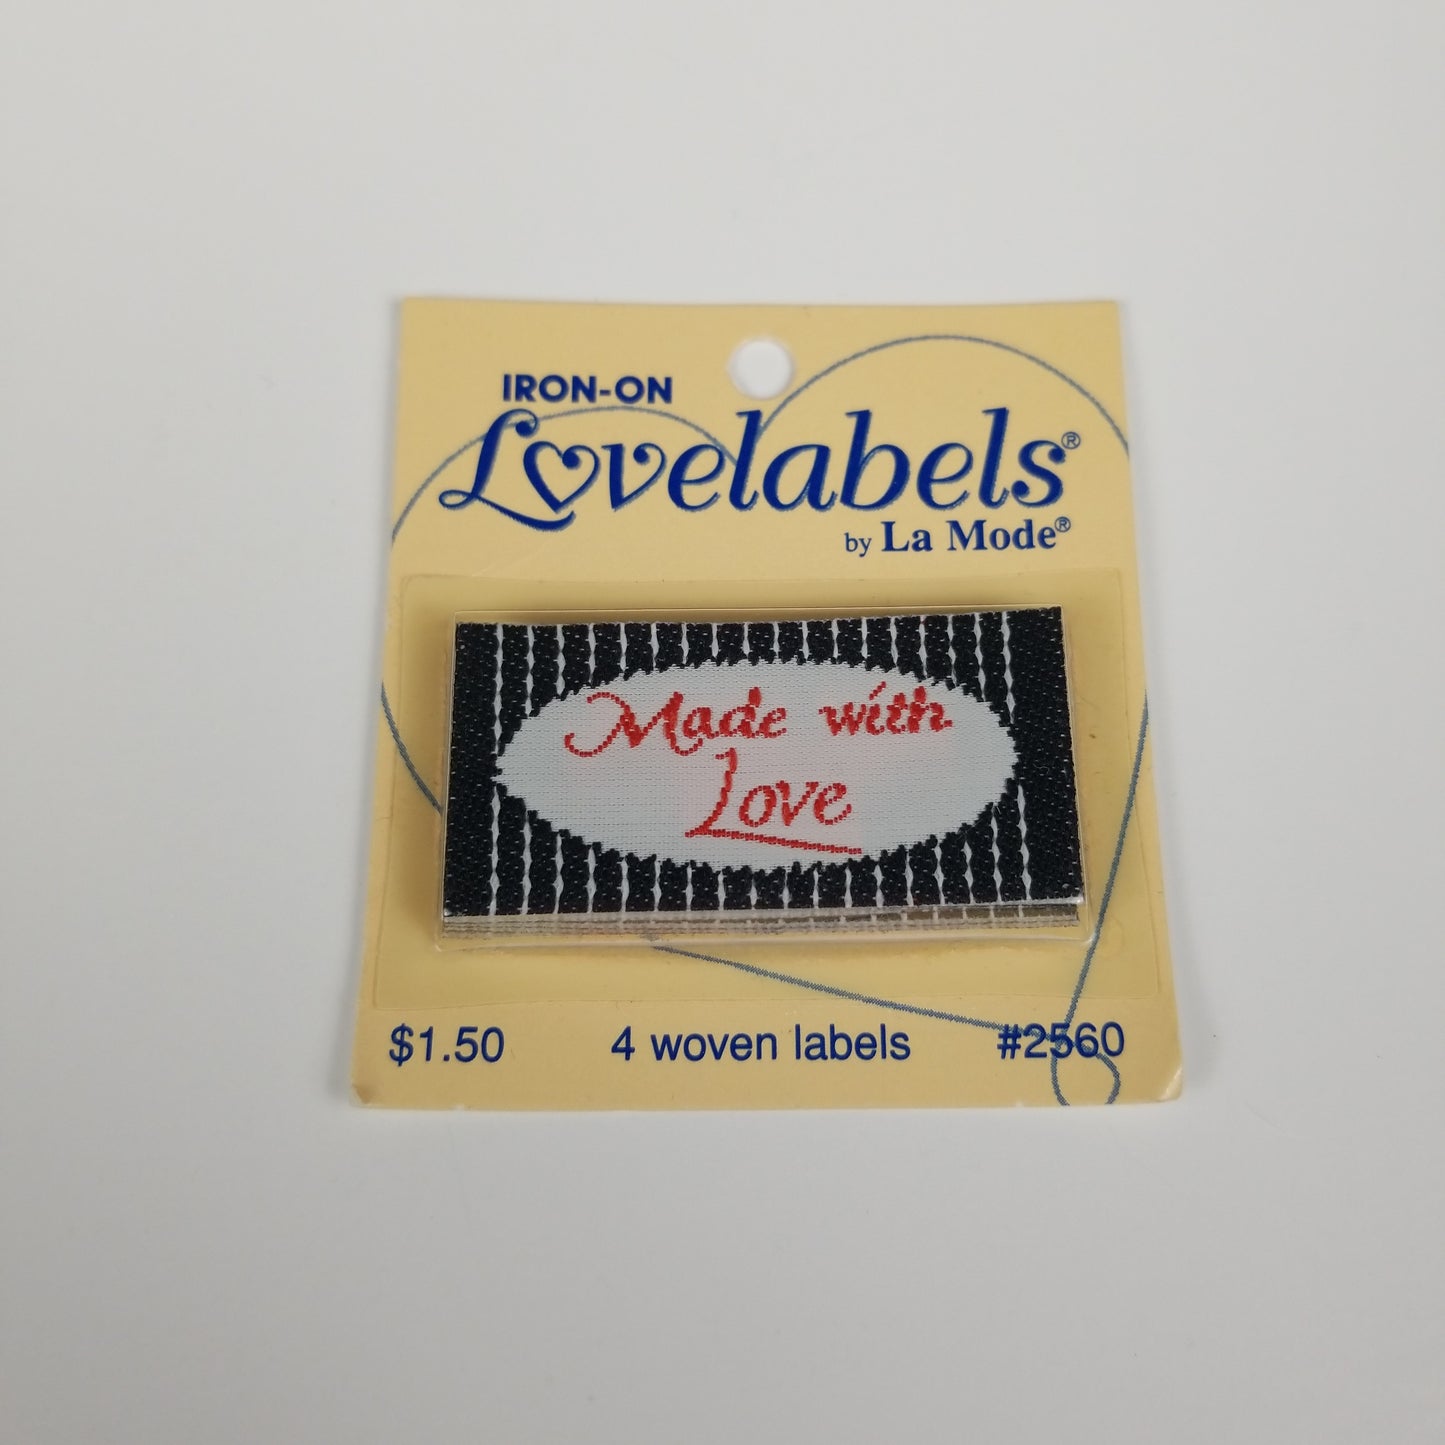 IRON-ON
Lovelabels®
by La Mode®
Made with
Love
$1.50 4 woven labels #2560